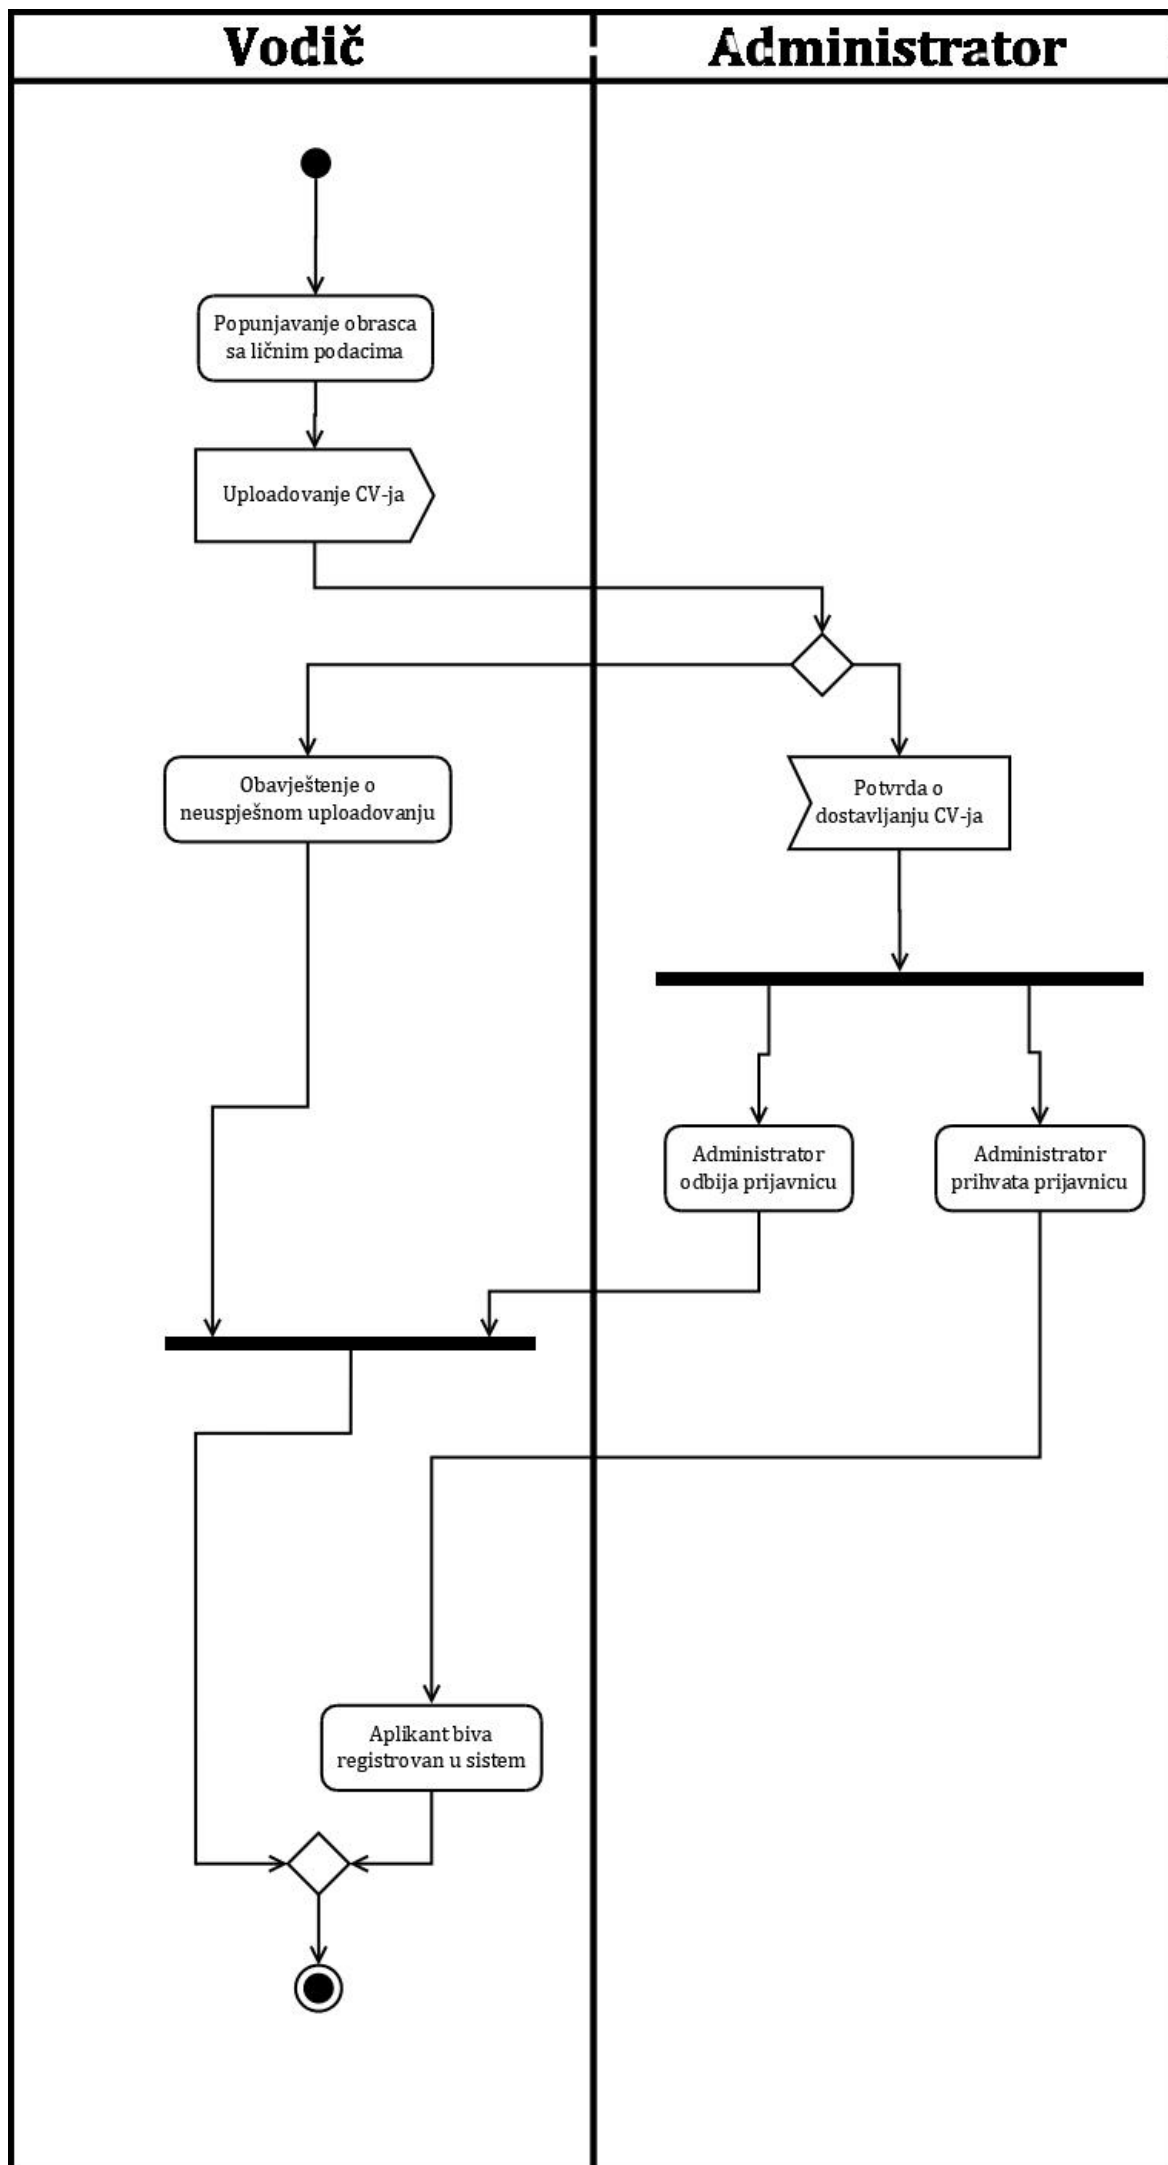 Vodič
Administrator
Popunjavanje obrasca
sa ličnim podacima
Uploadovanje CV-ja
Obavještenje o
neuspješnom uploadovanju
Potvrda o
dostavljanju CV-ja
Administrator
odbija prijavnicu
Administrator
prihvata prijavnicu
Aplikant biva
registrovan u sistem